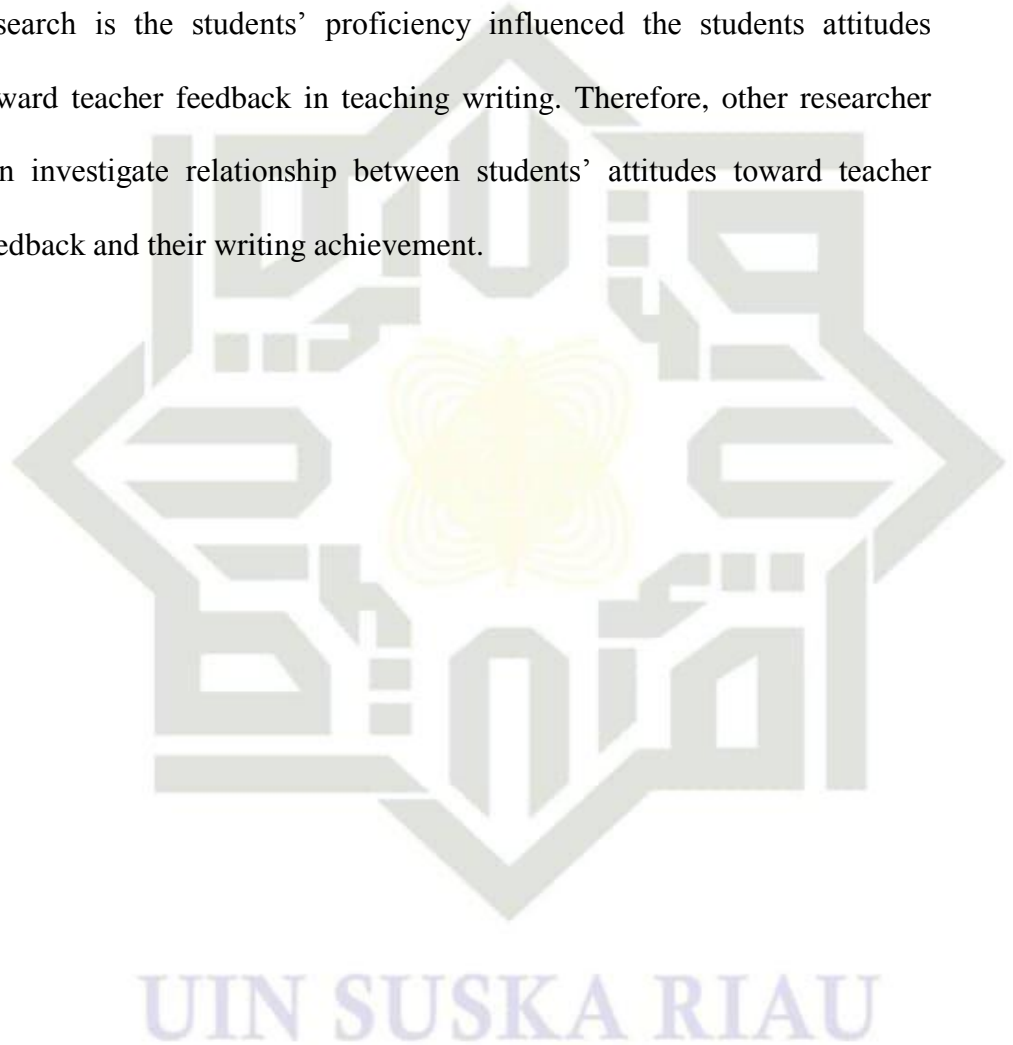 search is the students’ proficiency influenced the students attitudes
ward teacher feedback in teaching writing. Therefore, other researcher
n investigate relationship between students’ attitudes toward teacher
edback and their writing achievement.
UIN SUSKA RIAU